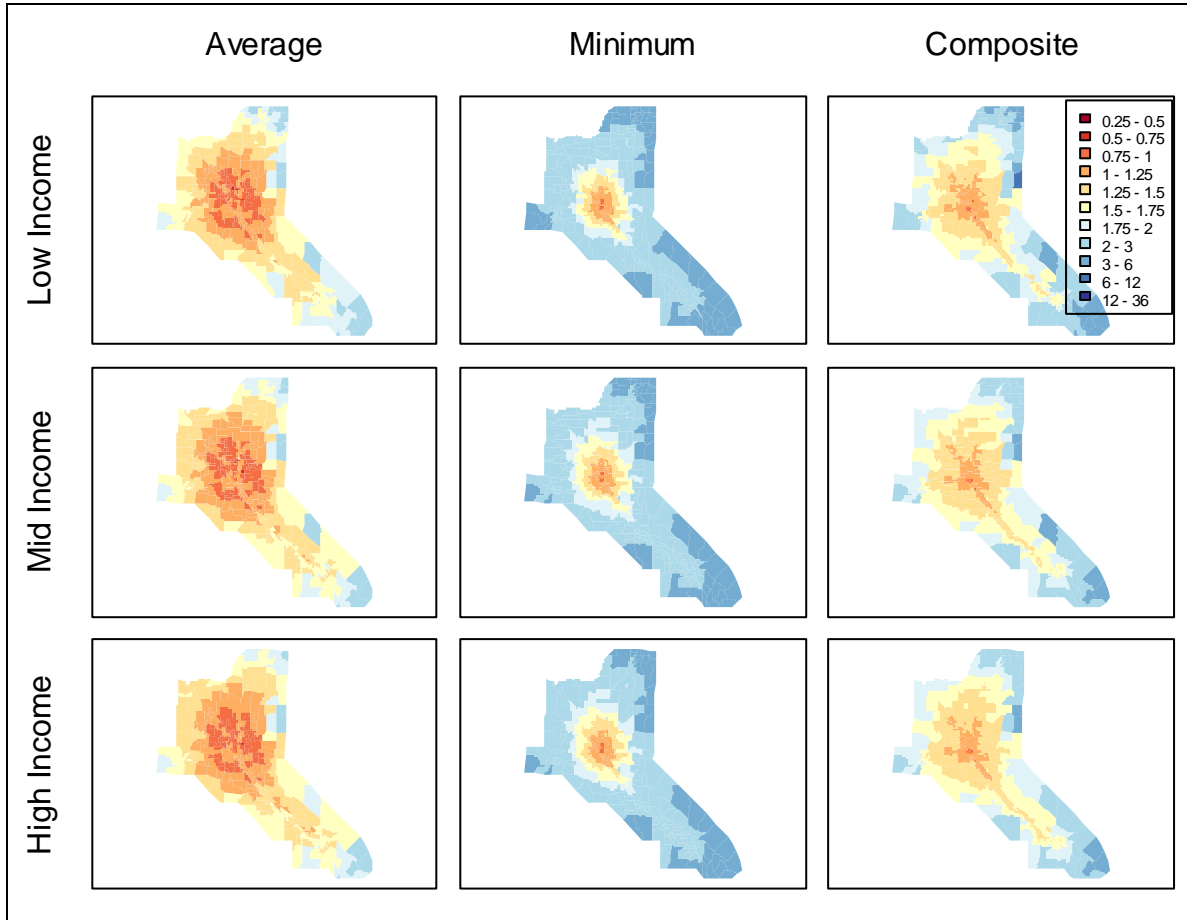 Average
Minimum
Composite
Low Income
0.25 - 0.5
0.5 - 0.75
0.75 - 1
1 - 1.25
1.25 - 1.5
1.5 - 1.75
1.75 - 2
2 - 3
3 - 6
6 - 12
12 - 36
Mid Income
High Income